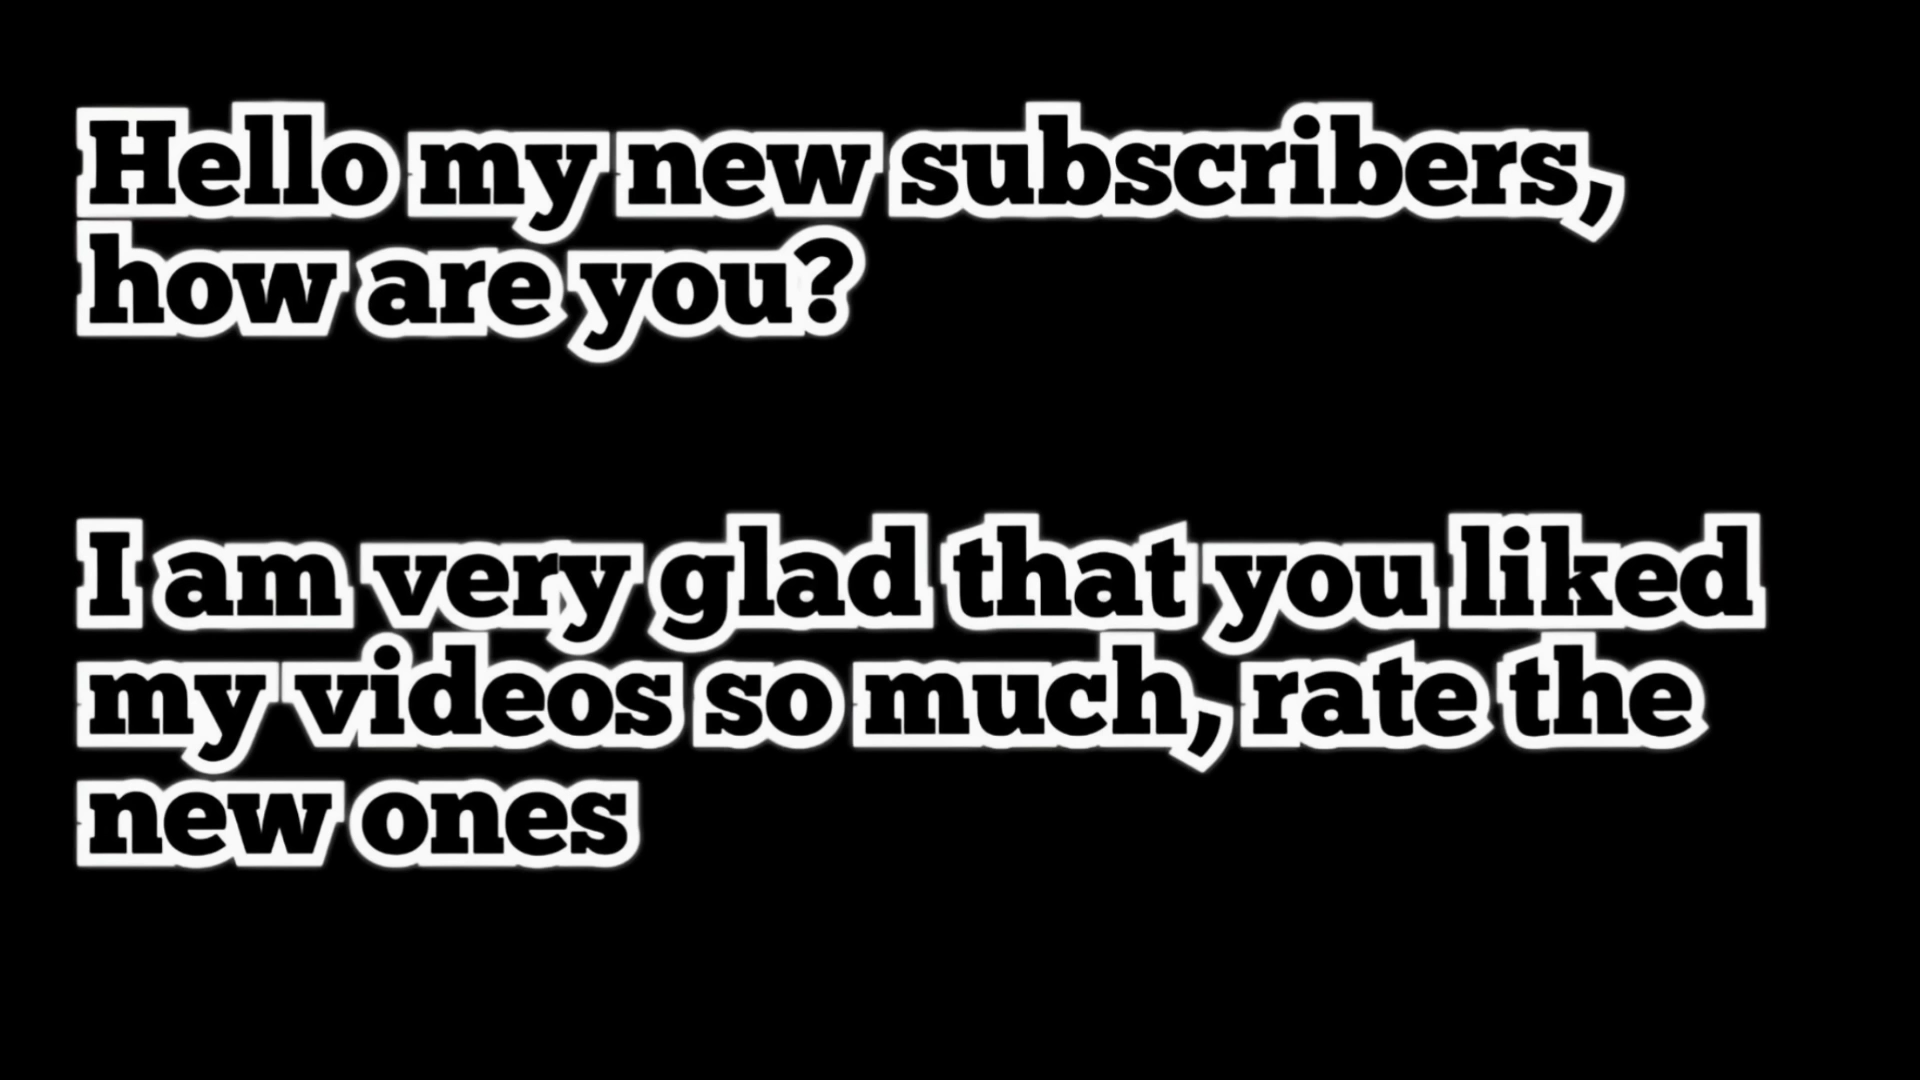 Hello my new subscribers,
how are you?
I am very glad that you liked
my videos so much, rate the
new ones